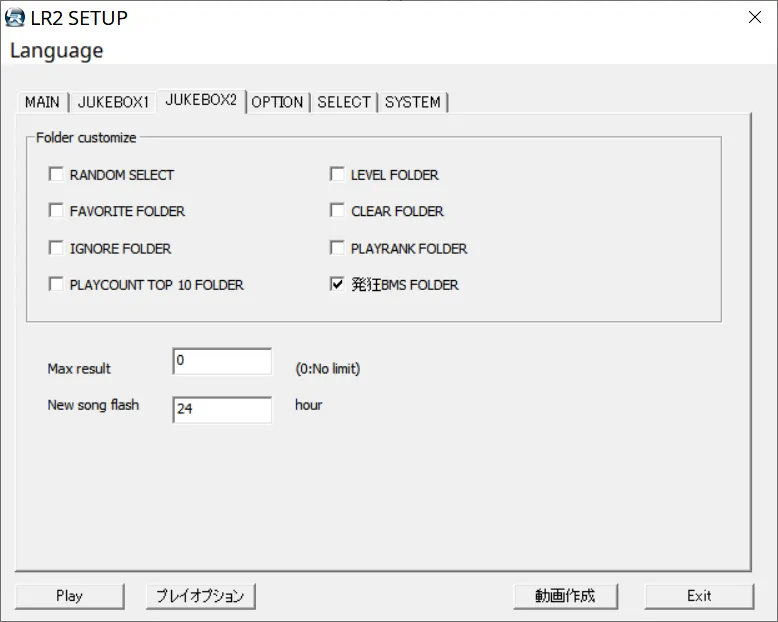 LR2 SETUP
Language
MAIN JUKEBOX1 JUKEBOX2 OPTION SELECT SYSTEM
Folder customize
RANDOM SELECT LEVEL FOLDER
FAVORITE FOLDER CLEAR FOLDER
IGNORE FOLDER PLAYRANK FOLDER
PLAYCOUNT TOP 10 FOLDER 発狂BMS FOLDER
Max result 0 (0:No limit)
New song flash 24 hour
Play プレイオプション 動画作成 Exit